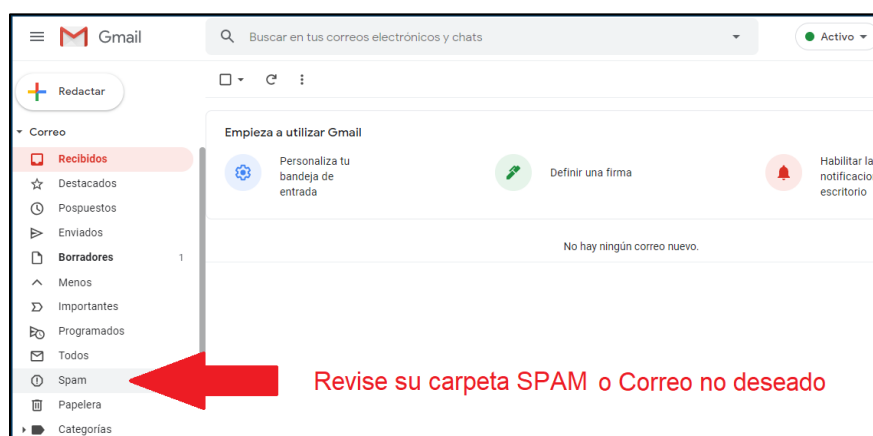 Gmail
Buscar en tus correos electrónicos y chats
Activo
Redactar
Correo
Recibidos
Destacados
Pospuestos
Enviados
Borradores 1
Menos
Importantes
Programados
Todos
Spam
Papelera
Categorías
Empieza a utilizar Gmail
Personaliza tu
bandeja de
entrada
Definir una firma
Habilitar la
notificacio
escritorio
No hay ningún correo nuevo.
Revise su carpeta SPAM o Correo no deseado